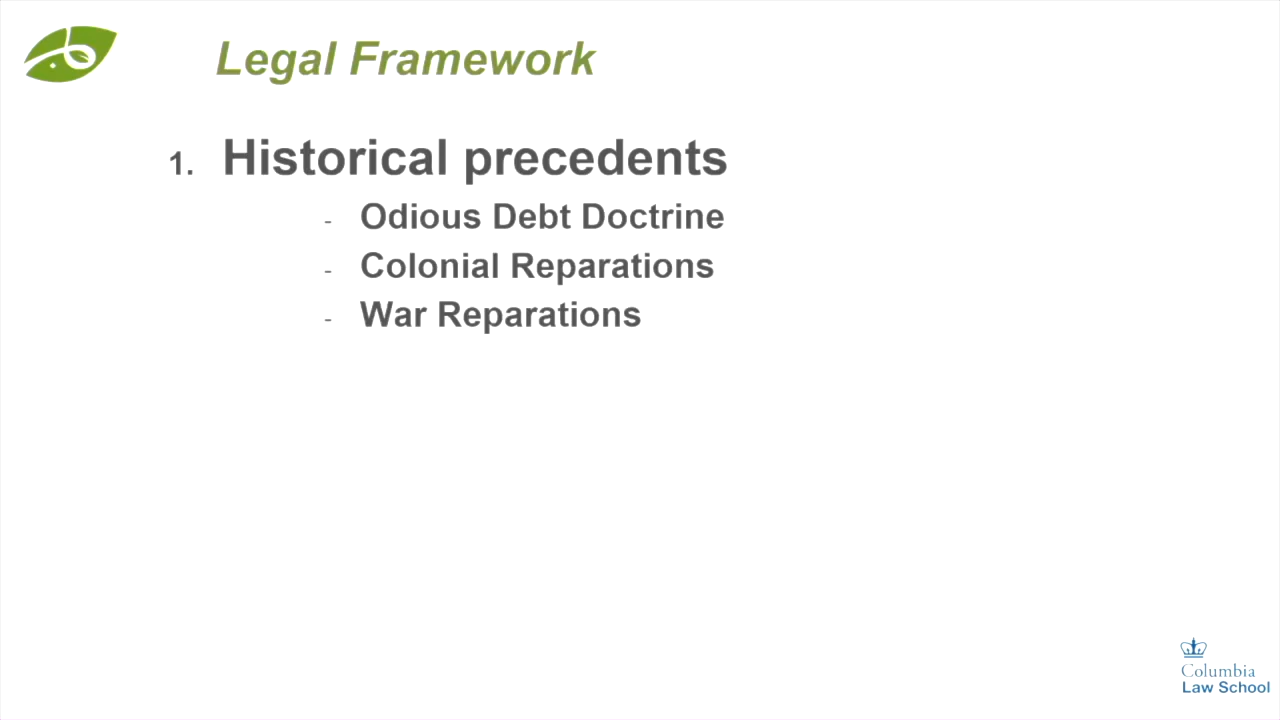 Legal Framework
1. Historical precedents
- Odious Debt Doctrine
- Colonial Reparations
- War Reparations
Columbia
Law School